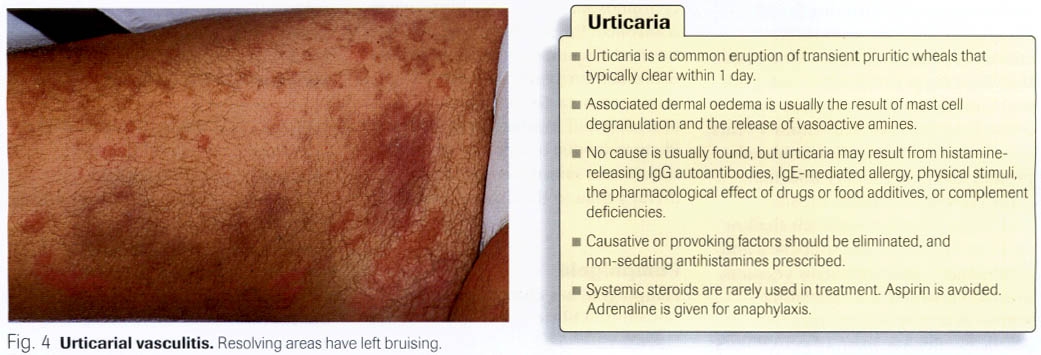 Urticaria
■ Urticaria is a common eruption of transient pruritic wheals that
typically clear within 1 day.
■ Associated dermal oedema is usually the result of mast cell
degranulation and the release of vasoactive amines.
■ No cause is usually found, but urticaria may result from histamine-
releasing IgG autoantibodies, IgE-mediated allergy, physical stimuli,
the pharmacological effect of drugs or food additives, or complement
deficiencies.
■ Causative or provoking factors should be eliminated, and
non-sedating antihistamines prescribed.
■ Systemic steroids are rarely used in treatment. Aspirin is avoided.
Adrenaline is given for anaphylaxis.
Fig. 4 Urticarial vasculitis. Resolving areas have left bruising.